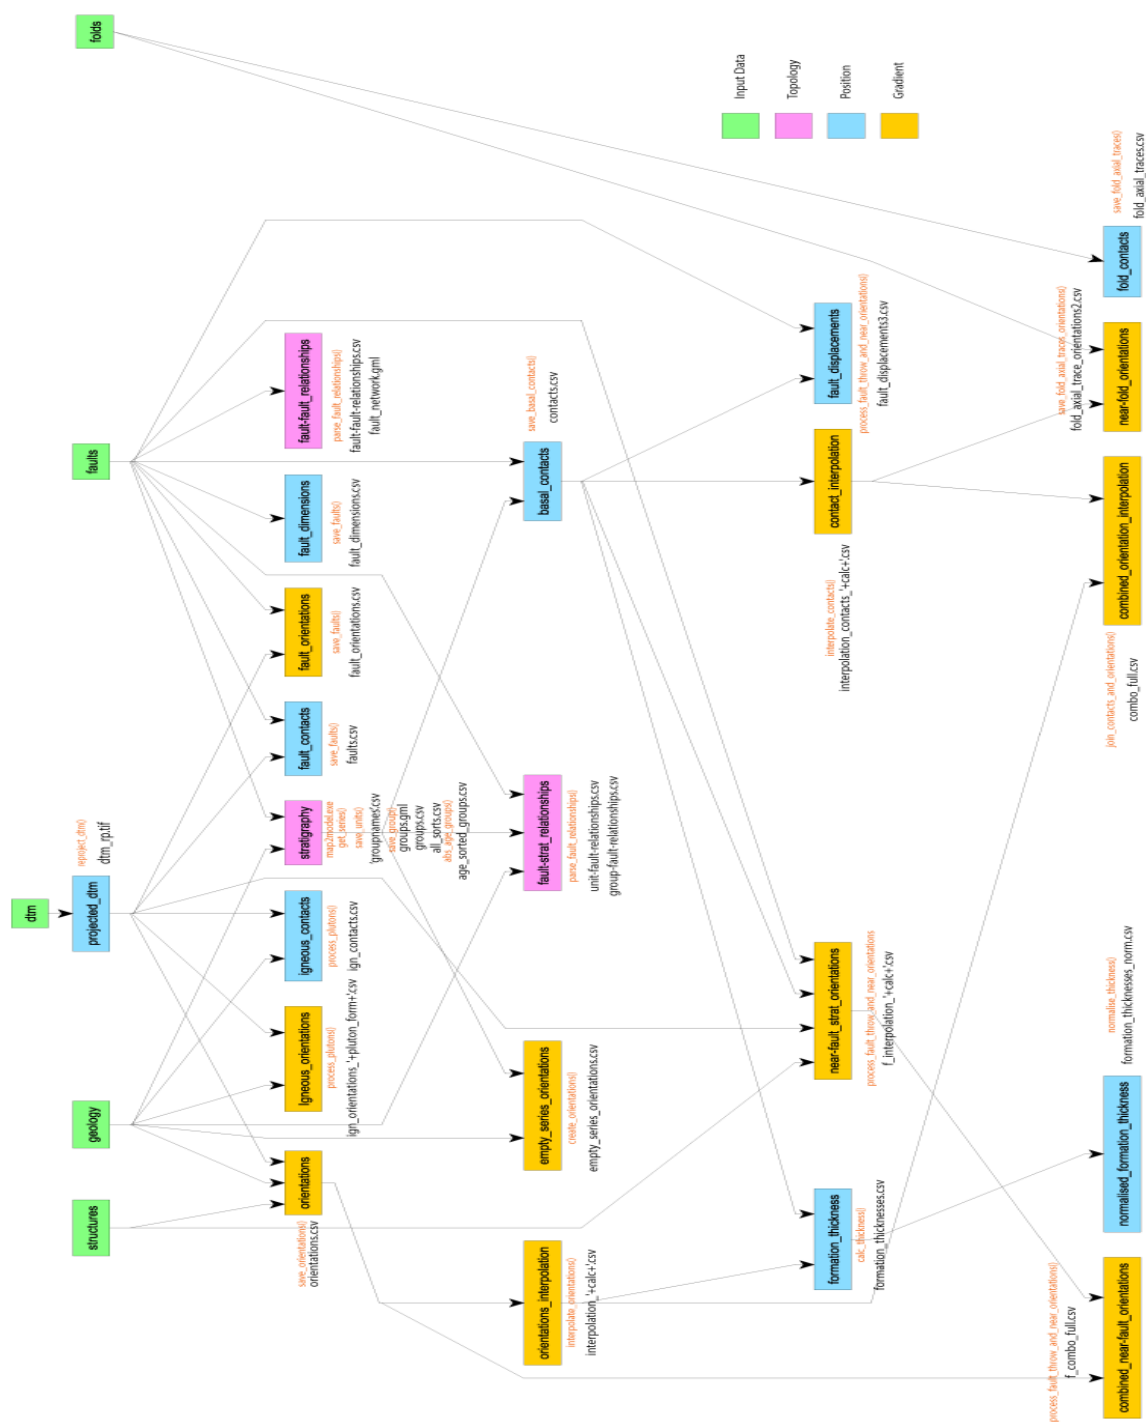 dtm
reproject_dtm()
dtm_rp.tif
structures
geology
projected_dtm
faults
folds
Input Data
Topology
Position
Gradient
orientations
save_orientations()
orientations.csv
Igneous_orientations
process_plutons()
ign_orientations_'+pluton_form+'.csv
igneous_contacts
process_plutons()
ign_contacts.csv
stratigraphy
map2model.exe
get_series()
save_units()
'groupnames'.csv
save_group()
groups.gml
groups.csv
all_sorts.csv
abs_age_groups()
age_sorted_groups.csv
fault_contacts
save_faults()
faults.csv
fault_orientations
save_faults()
fault_orientations.csv
fault_dimensions
save_faults()
fault_dimensions.csv
fault-fault_relationships
parse_fault_relationships()
fault-fault-relationships.csv
fault_network.gml
orientations_interpolation
interpolate_orientations()
interpolation_'+calc+'.csv
empty_series_orientations
create_orientations()
empty_series_orientations.csv
fault-strat_relationships
parse_fault_relationships()
unit-fault-relationships.csv
group-fault-relationships.csv
basal_contacts
save_basal_contacts()
contacts.csv
formation_thickness
calc_thickness()
formation_thicknesses.csv
near-fault_strat_orientations
process_fault_throw_and_near_orientations
f_interpolation_'+calc+'.csv
contact_interpolation
interpolate_contacts()
interpolation_contacts_'+calc+'.csv
fault_displacements
process_fault_throw_and_near_orientations()
fault_displacements3.csv
combined_near-fault_orientations
process_fault_throw_and_near_orientations()
f_combo_full.csv
normalised_formation_thickness
normalise_thickness()
formation_thicknesses_norm.csv
combined_orientation_interpolation
join_contacts_and_orientations()
combo_full.csv
near-fold_orientations
save_fold_axial_traces_orientations()
fold_axial_trace_orientations2.csv
fold_contacts
save_fold_axial_traces()
fold_axial_traces.csv